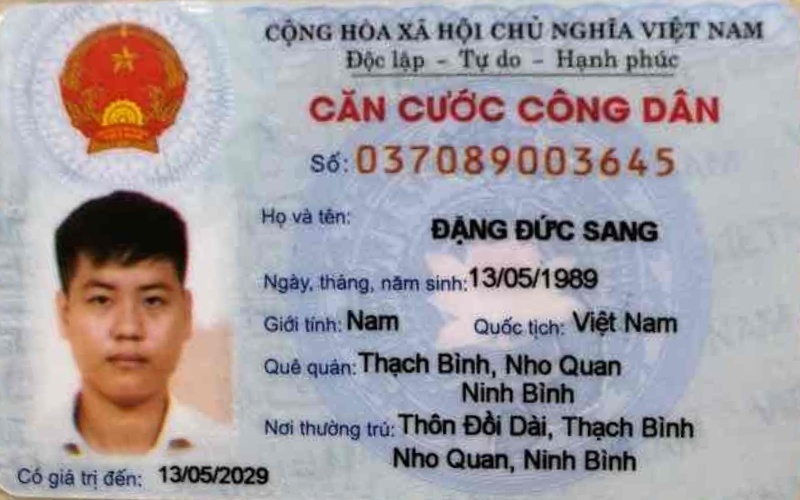 CỘNG HÒA XÃ HỘI CHỦ NGHĨA VIỆT NAM
Độc lập - Tự do - Hạnh phúc
CĂN CƯỚC CÔNG DÂN
Số: 037089003645
Họ và tên: ĐẶNG ĐỨC SANG
Ngày, tháng, năm sinh: 13/05/1989
Giới tính: Nam Quốc tịch: Việt Nam
Quê quán: Thạch Bình, Nho Quan
Ninh Bình
Nơi thường trú: Thôn Đồi Dài, Thạch Bình
Nho Quan, Ninh Bình
Có giá trị đến: 13/05/2029